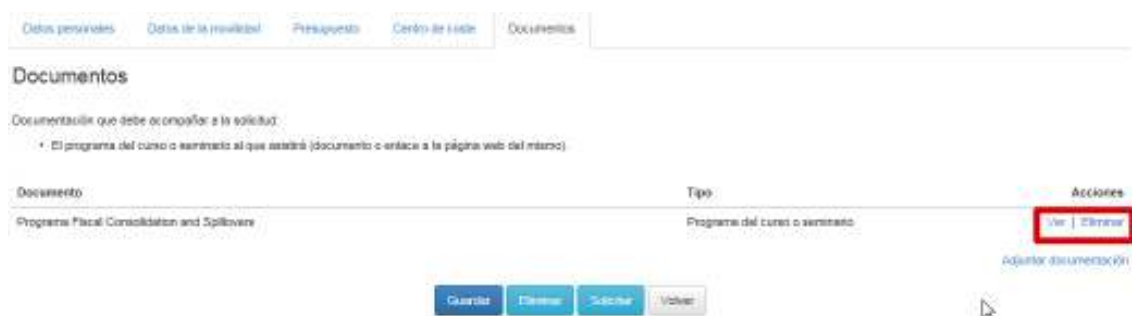 Datos personales Datos de la movilidad Presupuesto Centro de coste Documentos
Documentos
Documentación que debe acompañar a la solicitud:
• El programa del curso o seminario al que asistirá (documento o enlace a la página web del mismo).
Documento Tipo Acciones
Programa Fiscal Consolidation and Spillovers Programa del curso o seminario Ver | Eliminar
Adjuntar documentación
Guardar Eliminar Solicitar Volver